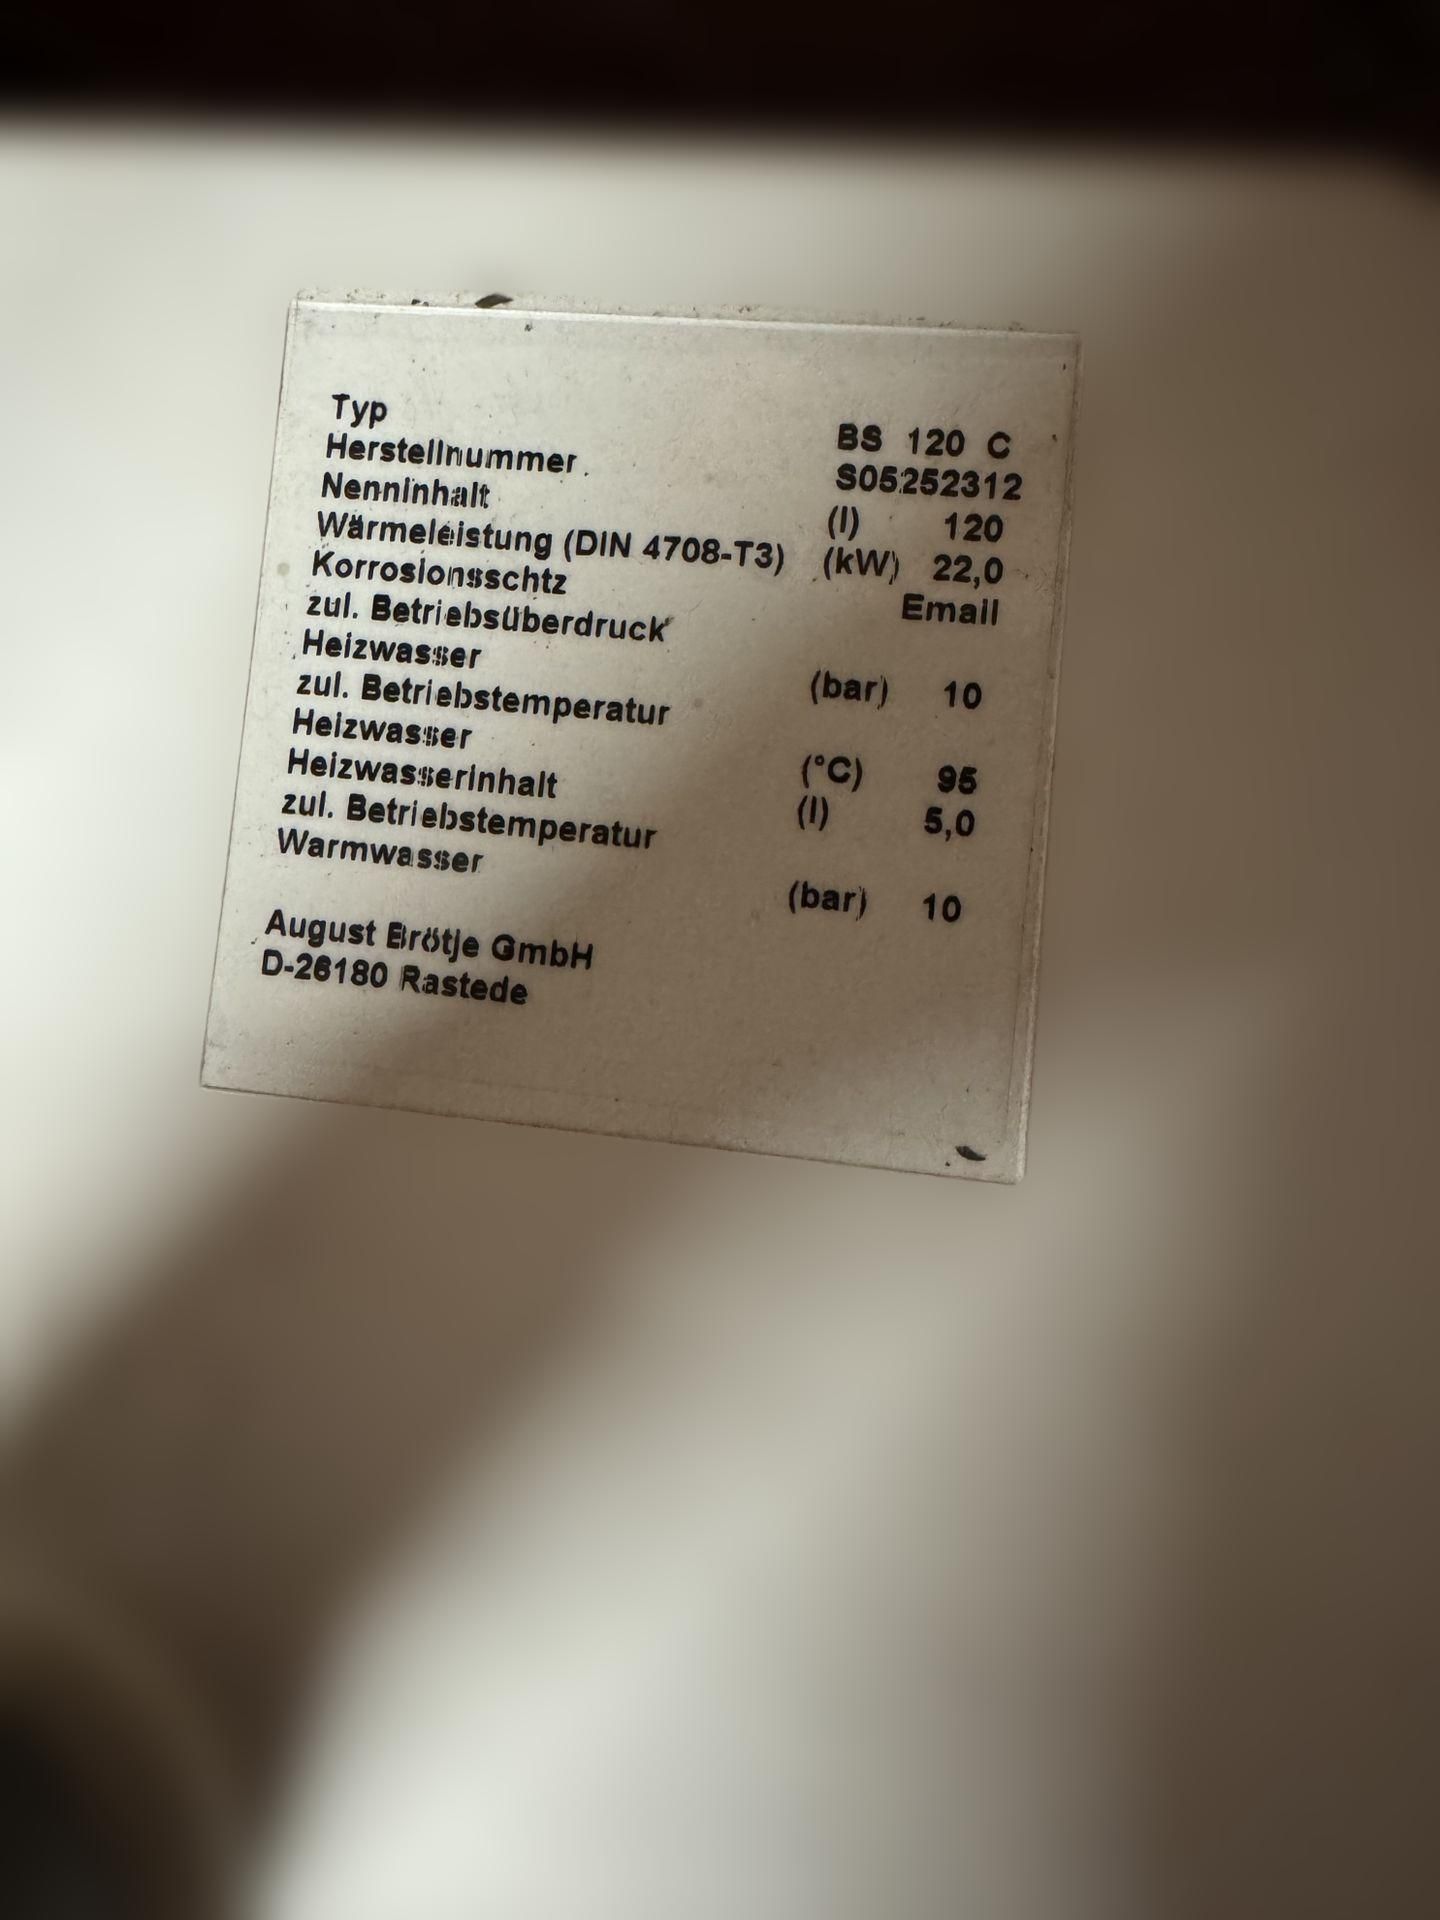 Typ BS 120 C
Herstellnummer S05252312
Nenninhalt (l) 120
Wärmeleistung (DIN 4708-T3) (kW) 22,0
Korrosionsschtz Email
zul. Betriebsüberdruck
Heizwasser (bar) 10
zul. Betriebstemperatur
Heizwasser (°C) 95
Heizwasserinhalt (l) 5,0
zul. Betriebstemperatur
Warmwasser (bar) 10
August Brötje GmbH
D-26180 Rastede